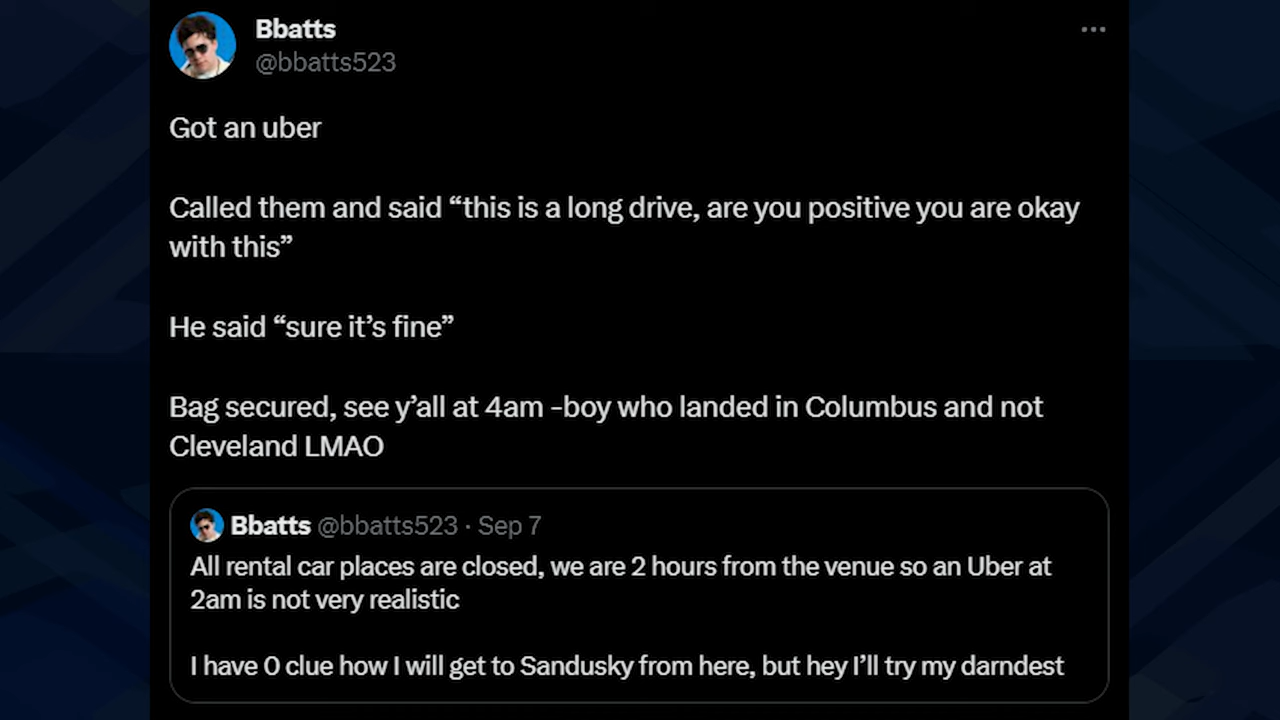 Bbatts
@bbatts523
Got an uber
Called them and said “this is a long drive, are you positive you are okay
with this”
He said “sure it’s fine”
Bag secured, see y’all at 4am -boy who landed in Columbus and not
Cleveland LMAO
Bbatts @bbatts523 · Sep 7
All rental car places are closed, we are 2 hours from the venue so an Uber at
2am is not very realistic
I have 0 clue how I will get to Sandusky from here, but hey I’ll try my darndest